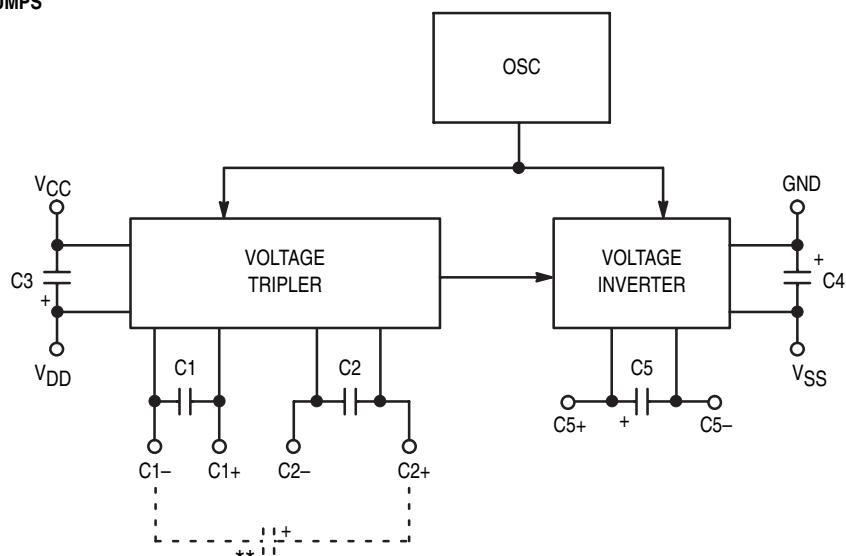 OSC
VCC
GND
VOLTAGE
TRIPLER
VOLTAGE
INVERTER
C3
+
+
C4
VDD
VSS
C1
C2
C5
+
C5+
C5–
C1–
C1+
C2–
C2+
+
**